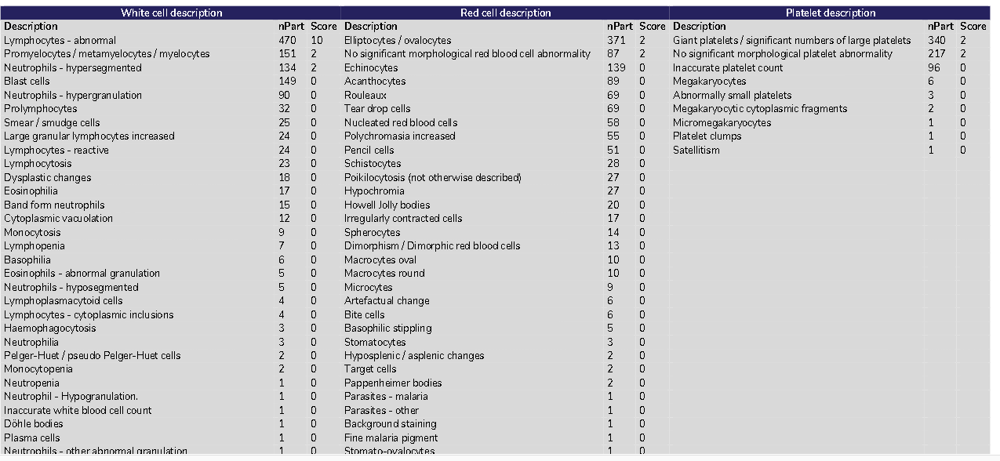 White cell description Red cell description Platelet description
Description nPart Score Description nPart Score Description nPart Score
Lymphocytes - abnormal 470 10 Elliptocytes / ovalocytes 371 2 Giant platelets / significant numbers of large platelets 340 2
Promyelocytes / metamyelocytes / myelocytes 151 2 No significant morphological red blood cell abnormality 87 2 No significant morphological platelet abnormality 217 2
Neutrophils - hypersegmented 134 2 Echinocytes 139 0 Inaccurate platelet count 96 0
Blast cells 149 0 Acanthocytes 89 0 Megakaryocytes 6 0
Neutrophils - hypergranulation 90 0 Rouleaux 69 0 Abnormally small platelets 3 0
Prolymphocytes 32 0 Tear drop cells 69 0 Megakaryocytic cytoplasmic fragments 2 0
Smear / smudge cells 25 0 Nucleated red blood cells 58 0 Micromegakaryocytes 1 0
Large granular lymphocytes increased 24 0 Polychromasia increased 55 0 Platelet clumps 1 0
Lymphocytes - reactive 24 0 Pencil cells 51 0 Satellitism 1 0
Lymphocytosis 23 0 Schistocytes 28 0
Dysplastic changes 18 0 Poikilocytosis (not otherwise described) 27 0
Eosinophilia 17 0 Hypochromia 27 0
Band form neutrophils 15 0 Howell Jolly bodies 20 0
Cytoplasmic vacuolation 12 0 Irregularly contracted cells 17 0
Monocytosis 9 0 Spherocytes 14 0
Lymphopenia 7 0 Dimorphism / Dimorphic red blood cells 13 0
Basophilia 6 0 Macrocytes oval 10 0
Eosinophils - abnormal granulation 5 0 Macrocytes round 10 0
Neutrophils - hyposegmented 5 0 Microcytes 9 0
Lymphoplasmacytoid cells 4 0 Artefactual change 6 0
Lymphocytes - cytoplasmic inclusions 4 0 Bite cells 6 0
Haemophagocytosis 3 0 Basophilic stippling 5 0
Neutrophilia 3 0 Stomatocytes 3 0
Pelger-Huet / pseudo Pelger-Huet cells 2 0 Hyposplenic / asplenic changes 2 0
Monocytopenia 2 0 Target cells 2 0
Neutropenia 1 0 Pappenheimer bodies 2 0
Neutrophil - Hypogranulation. 1 0 Parasites - malaria 1 0
Inaccurate white blood cell count 1 0 Parasites - other 1 0
Döhle bodies 1 0 Background staining 1 0
Plasma cells 1 0 Fine malaria pigment 1 0
Neutrophils - other abnormal granulation 1 0 Stomato-ovalocytes 1 0